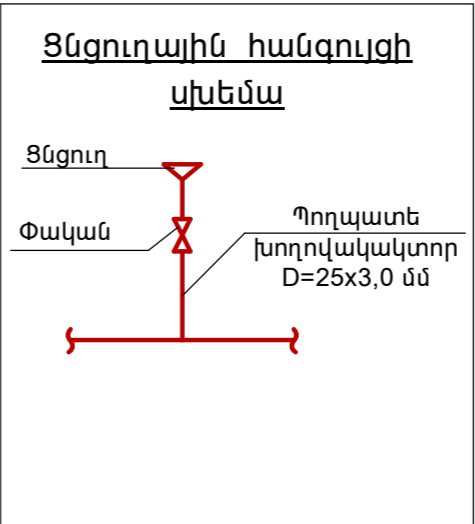 Ցնցուղային հանգույցի
սխեմա
Ցնցուղ
Փական
Պողպատե
խողովակակտոր
D=25x3,0 մմ